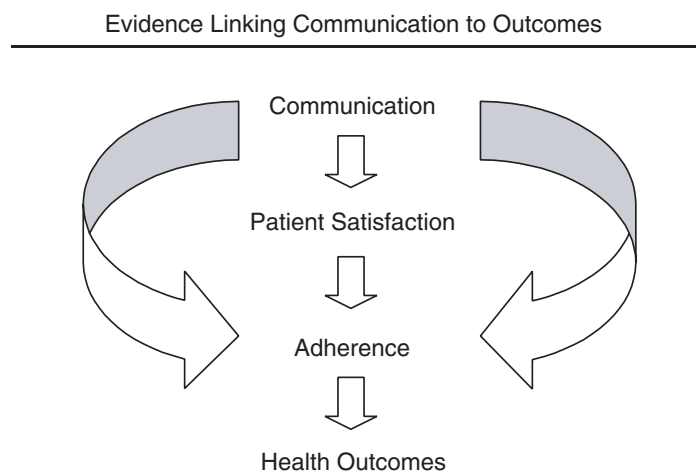 Evidence Linking Communication to Outcomes
Communication
Patient Satisfaction
Adherence
Health Outcomes